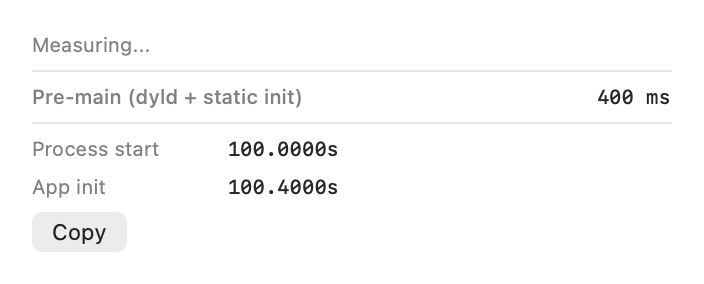 Measuring...
Pre-main (dyld + static init) 400 ms
Process start 100.0000s
App init 100.4000s
Copy